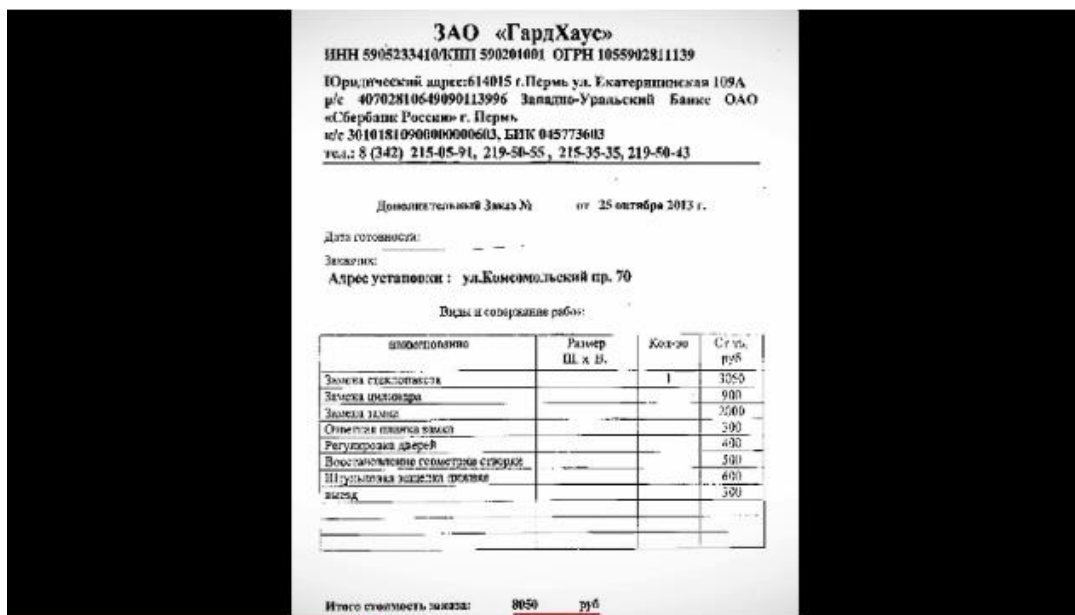 ЗАО «ГардХаус»
ИНН 5905233410/КПП 590201001 ОГРН 1055902811139
Юридический адрес:614015 г.Пермь ул. Екатерининская 109А
р/с 40702810649090113996 Западно-Уральский Банке ОАО
«Сбербанк России» г. Пермь
к/с 30101810900000000603, БИК 045773603
тел.: 8 (342) 215-05-91, 219-50-55, 215-35-35, 219-50-43
Дополнительный Заказ № от 25 октября 2013 г.
Дата готовности:
Заказчик:
Адрес установки : ул.Комсомольский пр. 70
Виды и содержание работ:
наименование Размер Ш. x В. Кол-во Ст-ть, руб
Замена стеклопакета 1 3050
Замена цилиндра 900
Замена замка 2000
Ответная планка замка 300
Регулировка дверей 400
Восстановление геометрии створки 500
600
выезд 300
Итого стоимость заказа: 8050 руб